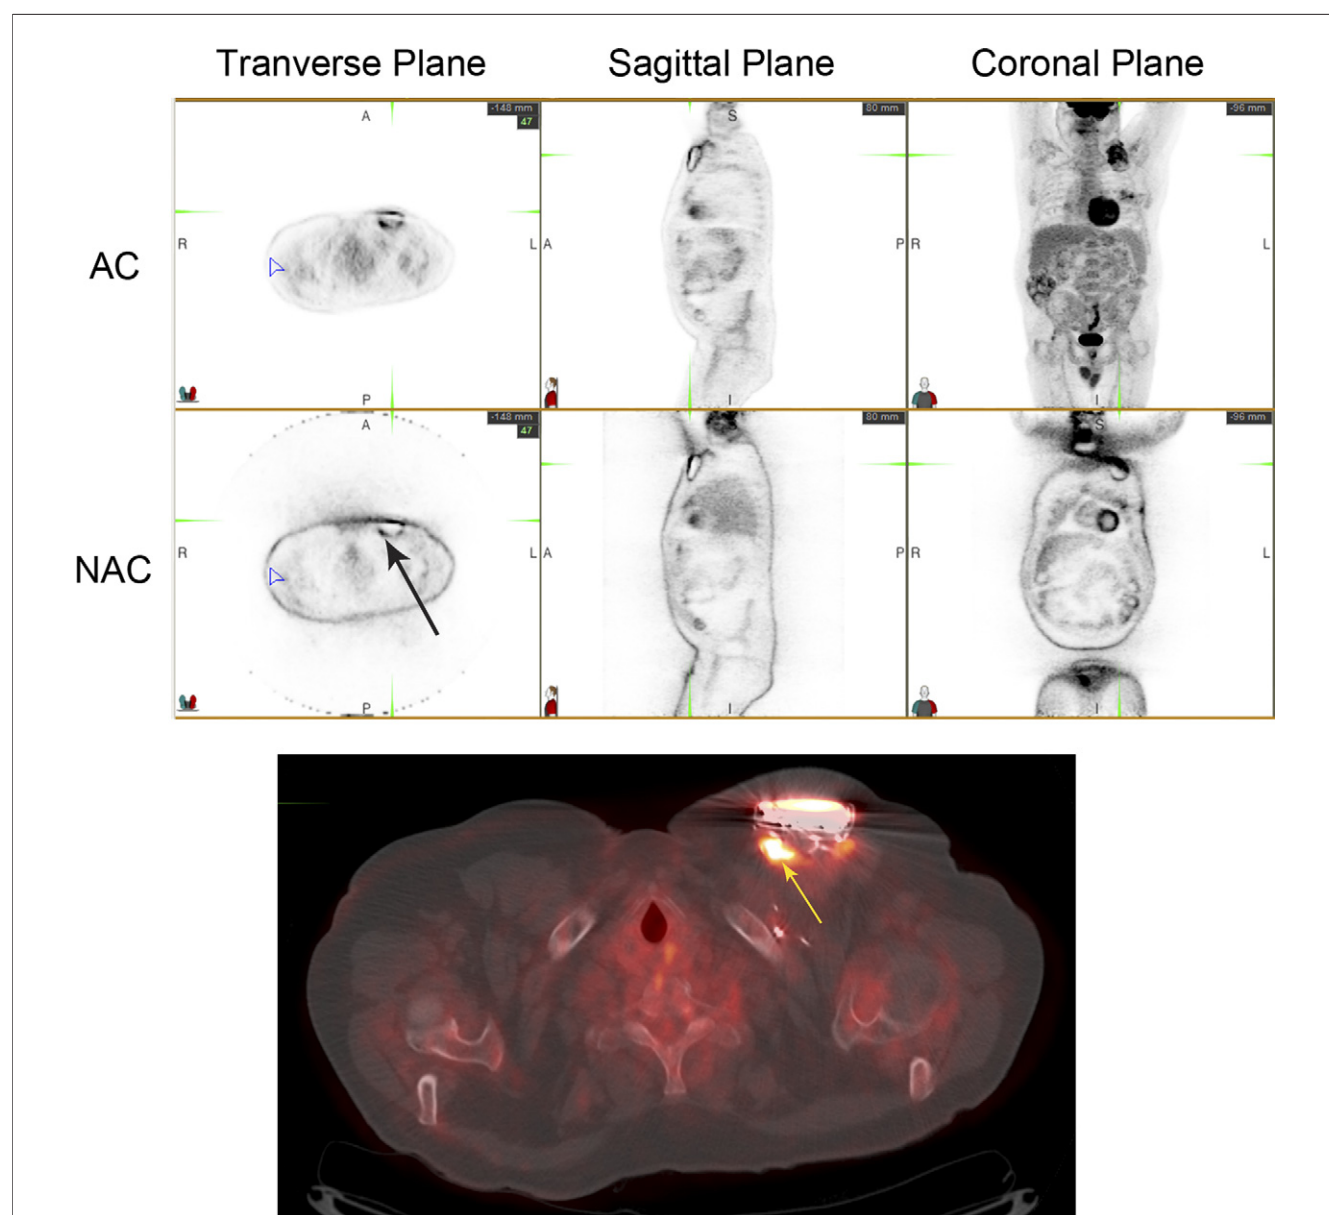 Tranverse Plane Sagittal Plane Coronal Plane
-148 mm 80 mm -96 mm
47
A S
AC
R L A P R L
P I I
-148 mm 80 mm -96 mm
47
A S
NAC
R L A P R L
P I I